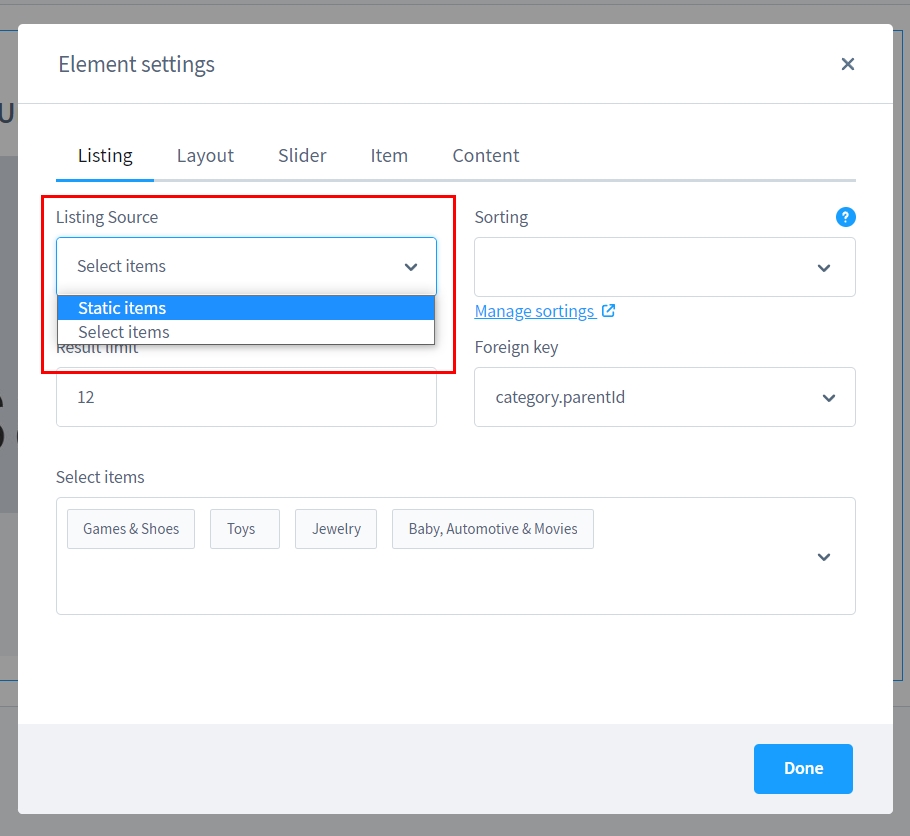 Element settings
Listing
Layout
Slider
Item
Content
Listing Source
Select items
Static items
Select items
Sorting
?
Manage sortings
Result limit
12
Foreign key
category.parentId
Select items
Games & Shoes
Toys
Jewelry
Baby, Automotive & Movies
Done